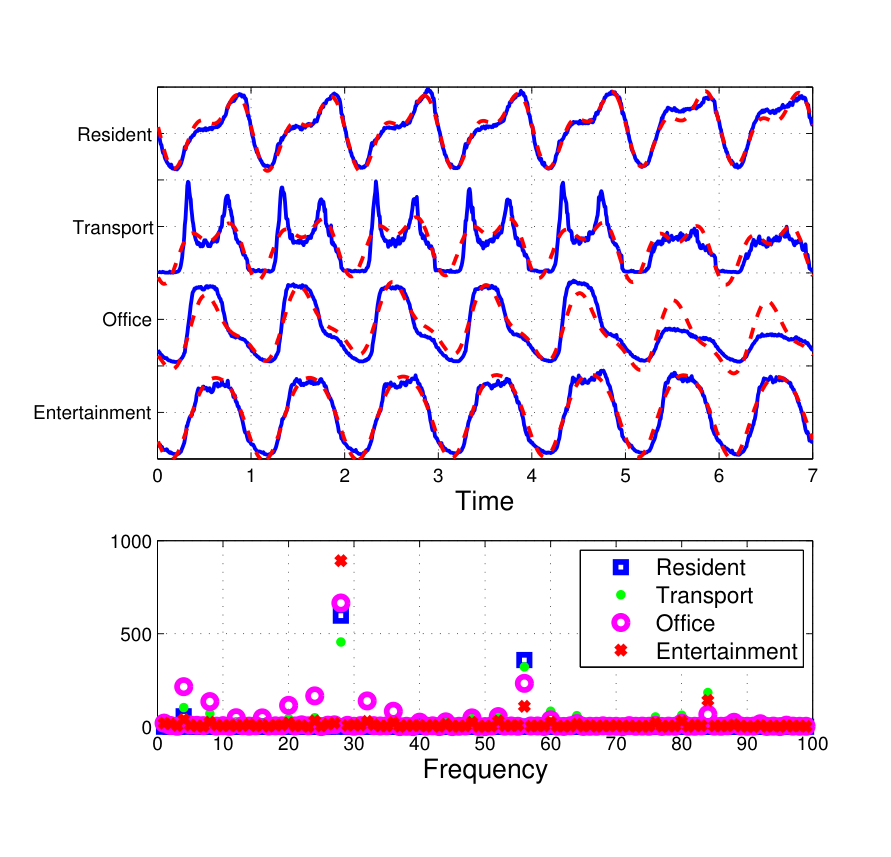 Resident
Transport
Office
Entertainment
0 1 2 3 4 5 6 7
Time
1000
500
0
Resident
Transport
Office
Entertainment
0 10 20 30 40 50 60 70 80 90 100
Frequency